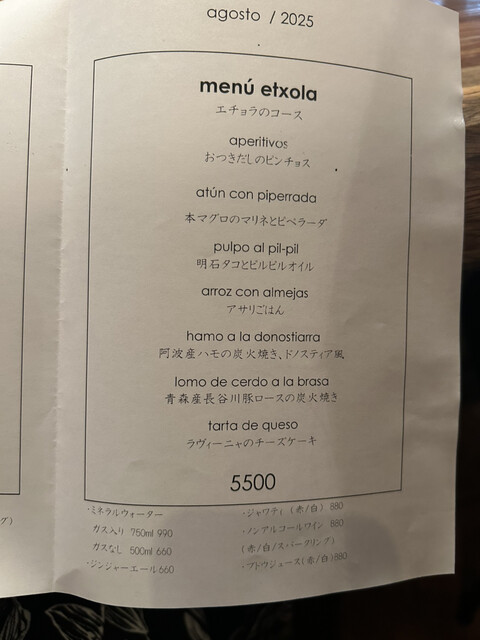 agosto / 2025
menú etxola
エチョラのコース
aperitivos
おつきだしのピンチョス
atún con piperrada
本マグロのマリネとピペラーダ
pulpo al pil-pil
明石タコとピルピルオイル
arroz con almejas
アサリごはん
hamo a la donostiarra
阿波産ハモの炭火焼き、ドノスティア風
lomo de cerdo a la brasa
青森産長谷川豚ロースの炭火焼き
tarta de queso
ラヴィーニャのチーズケーキ
5500
・ミネラルウォーター
ガス入り 750ml 990
ガスなし 500ml 660
・ジンジャーエール 660
・ジャワティ (赤/白) 880
・ノンアルコールワイン 880
(赤/白/スパークリング)
・ブドウジュース(赤/白)880
グ)